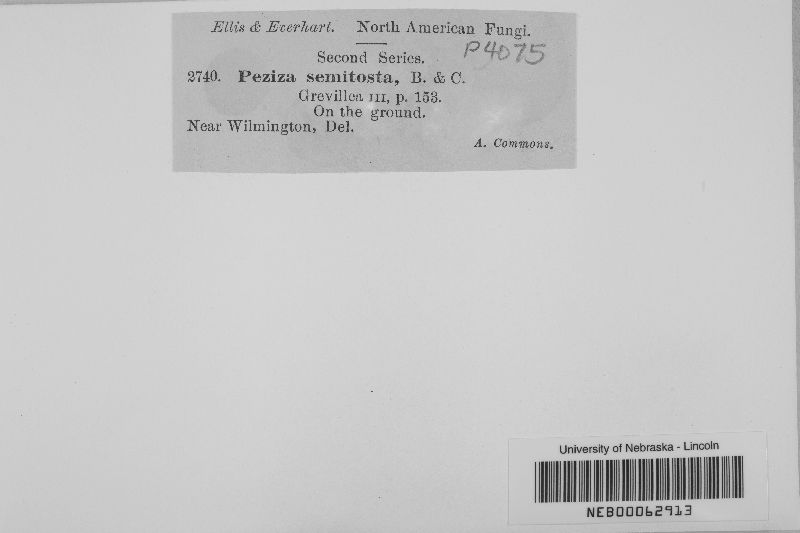 Ellis & Everhart. North American Fungi.
Second Series.
P4075
2740. Peziza semitosta, B. & C.
Grevillea III, p. 153.
On the ground.
Near Wilmington, Del.
A. Commons.
University of Nebraska - Lincoln
NEB00062913